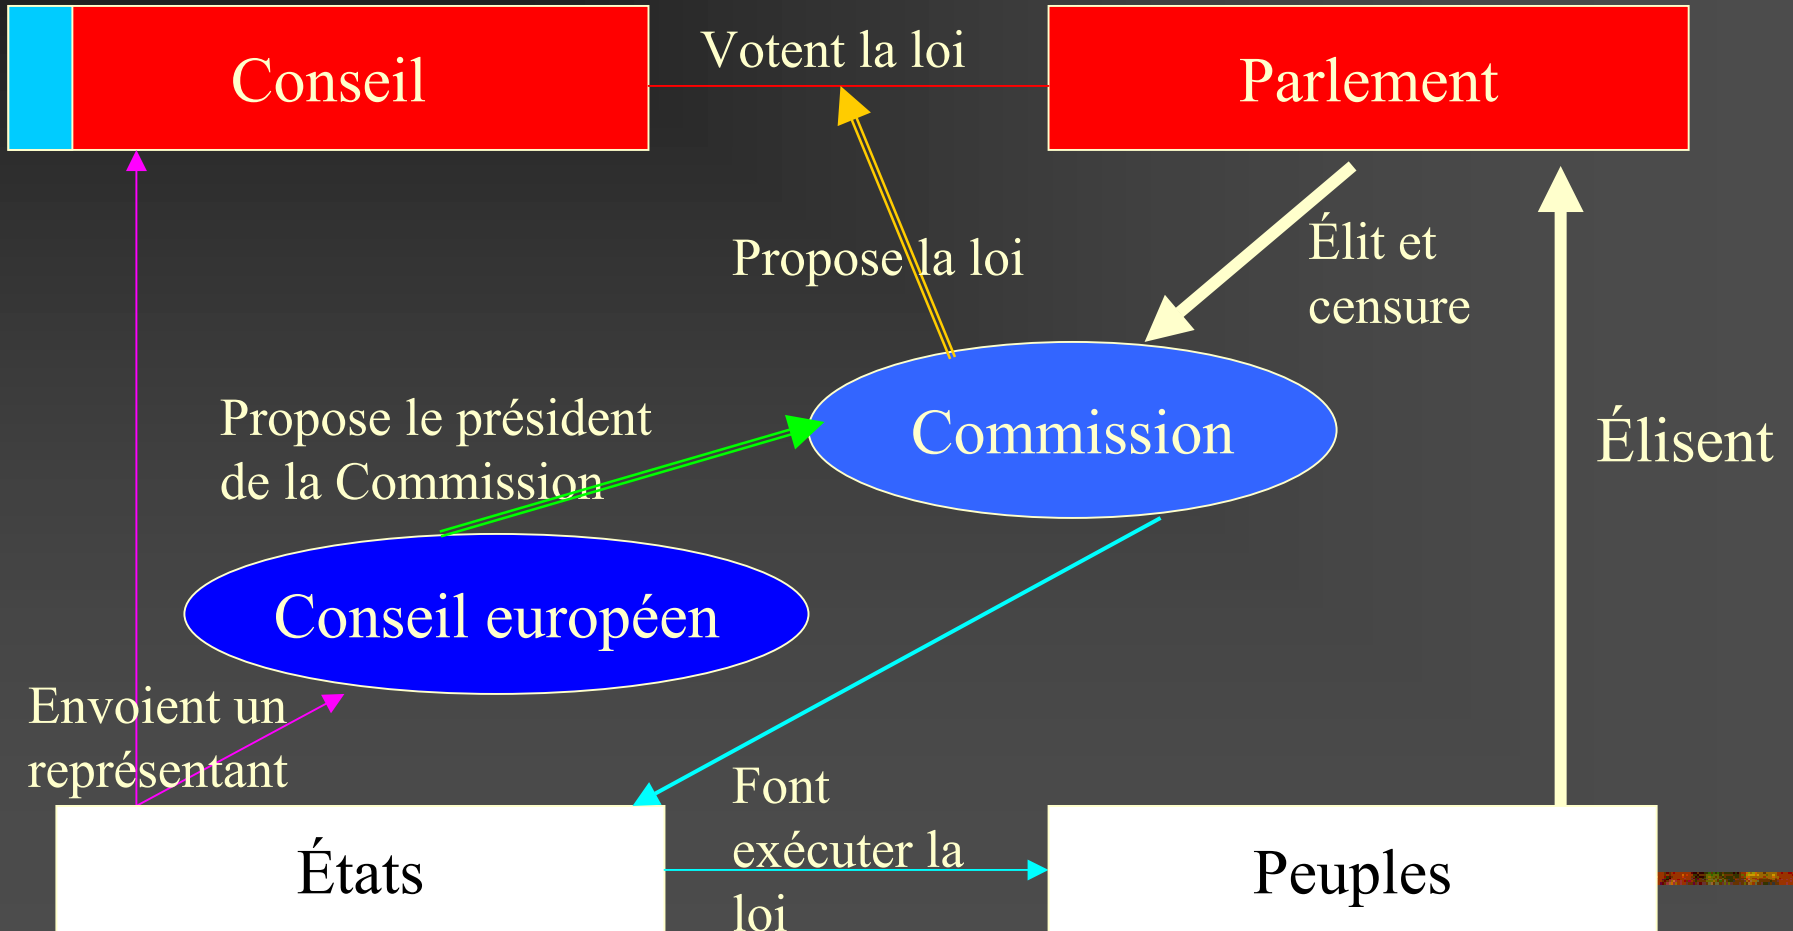 Conseil
Votent la loi
Parlement
Propose la loi
Élit et
censure
Propose le président
de la Commission
Commission
Élisent
Conseil européen
Envoient un
représentant
Font
exécuter la
loi
États
Peuples